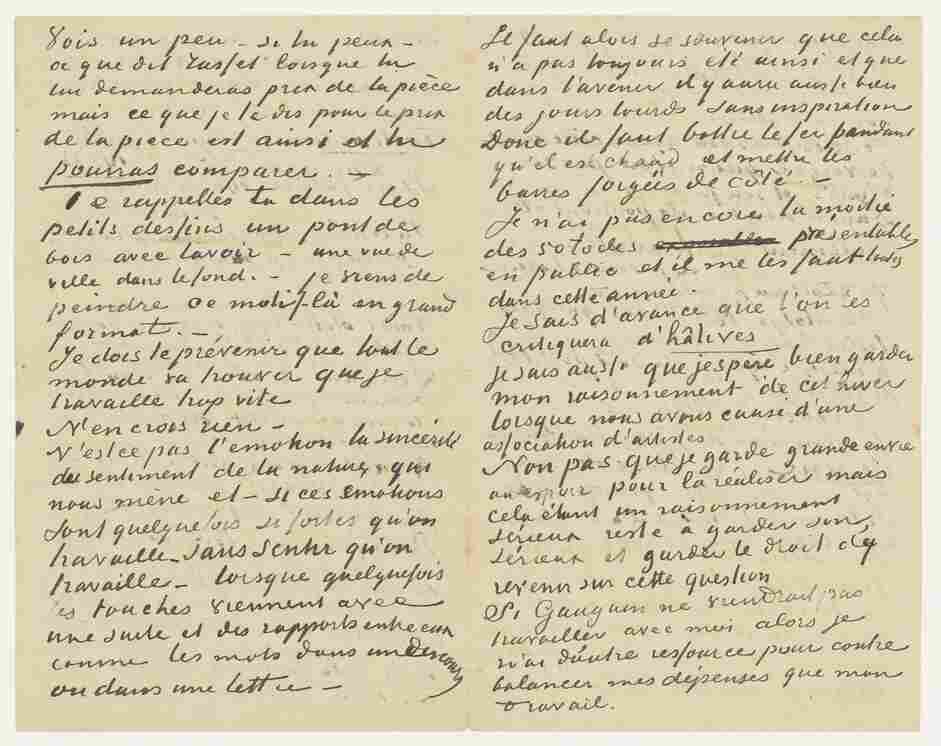 Vois un peu – si tu peux –
ce que dit Tasset lorsque tu
lui demanderas prix de la pièce
mais ce que je te dis pour le prix
de la pièce est ainsi et tu
pourras comparer. –
Te rappelles tu dans les
petits dessins un pont de
bois avec lavoir – une vue de
ville dans le fond. – je viens de
peindre ce motif-là en grand
format. –
Je dois te prévenir que tout le
monde va trouver que je
travaille trop vite
N'en crois rien –
N'est ce pas l'emotion la sincérité
du sentiment de la nature qui
nous mène et – si ces emotions
sont quelquefois si fortes qu'on
travaille – sans sentir qu'on
travaille – lorsque quelquefois
les touches viennent avec
une suite et des rapports entre eux
comme les mots dans un discours
ou dans une lettre –
Il faut alors se souvenir que cela
n'a pas toujours été ainsi et que
dans l'avenir il y aura aussi bien
des jours lourds sans inspiration
Donc il faut battre le fer pendant
qu'il est chaud et mettre les
barres forgées de côté –
Je n'ai pas encore la moitié
des 50 toiles présentables
en public et il me les faut toutes
dans cette année.
Je sais d'avance que l'on les
critiquera d'hâtives
je sais aussi que j'espère bien garder
mon raisonnement de cet hiver
lorsque nous avons causé d'une
association d'artistes
Non pas que je garde grande envie
ou espoir pour la réaliser mais
cela étant un raisonnement
sérieux reste à garder son
sérieux et garder le droit de
revenir sur cette question
Si Gauguin ne viendrait pas
travailler avec moi alors je
n'ai d'autre ressource pour contre
balancer mes dépenses que mon
travail.